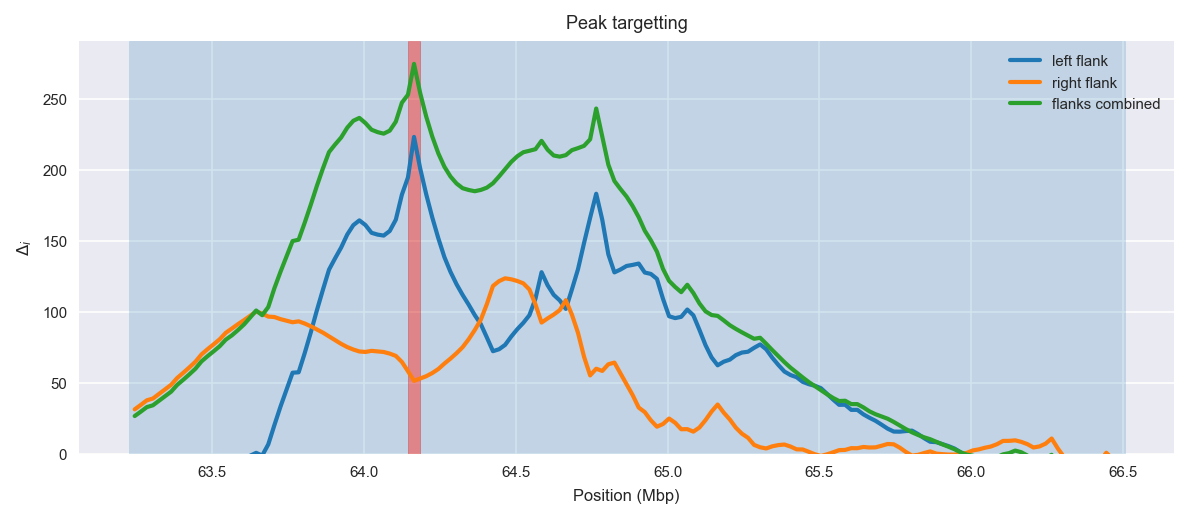 Peak targetting
left flank
right flank
flanks combined
Δi
250
200
150
100
50
0
63.5 64.0 64.5 65.0 65.5 66.0 66.5
Position (Mbp)